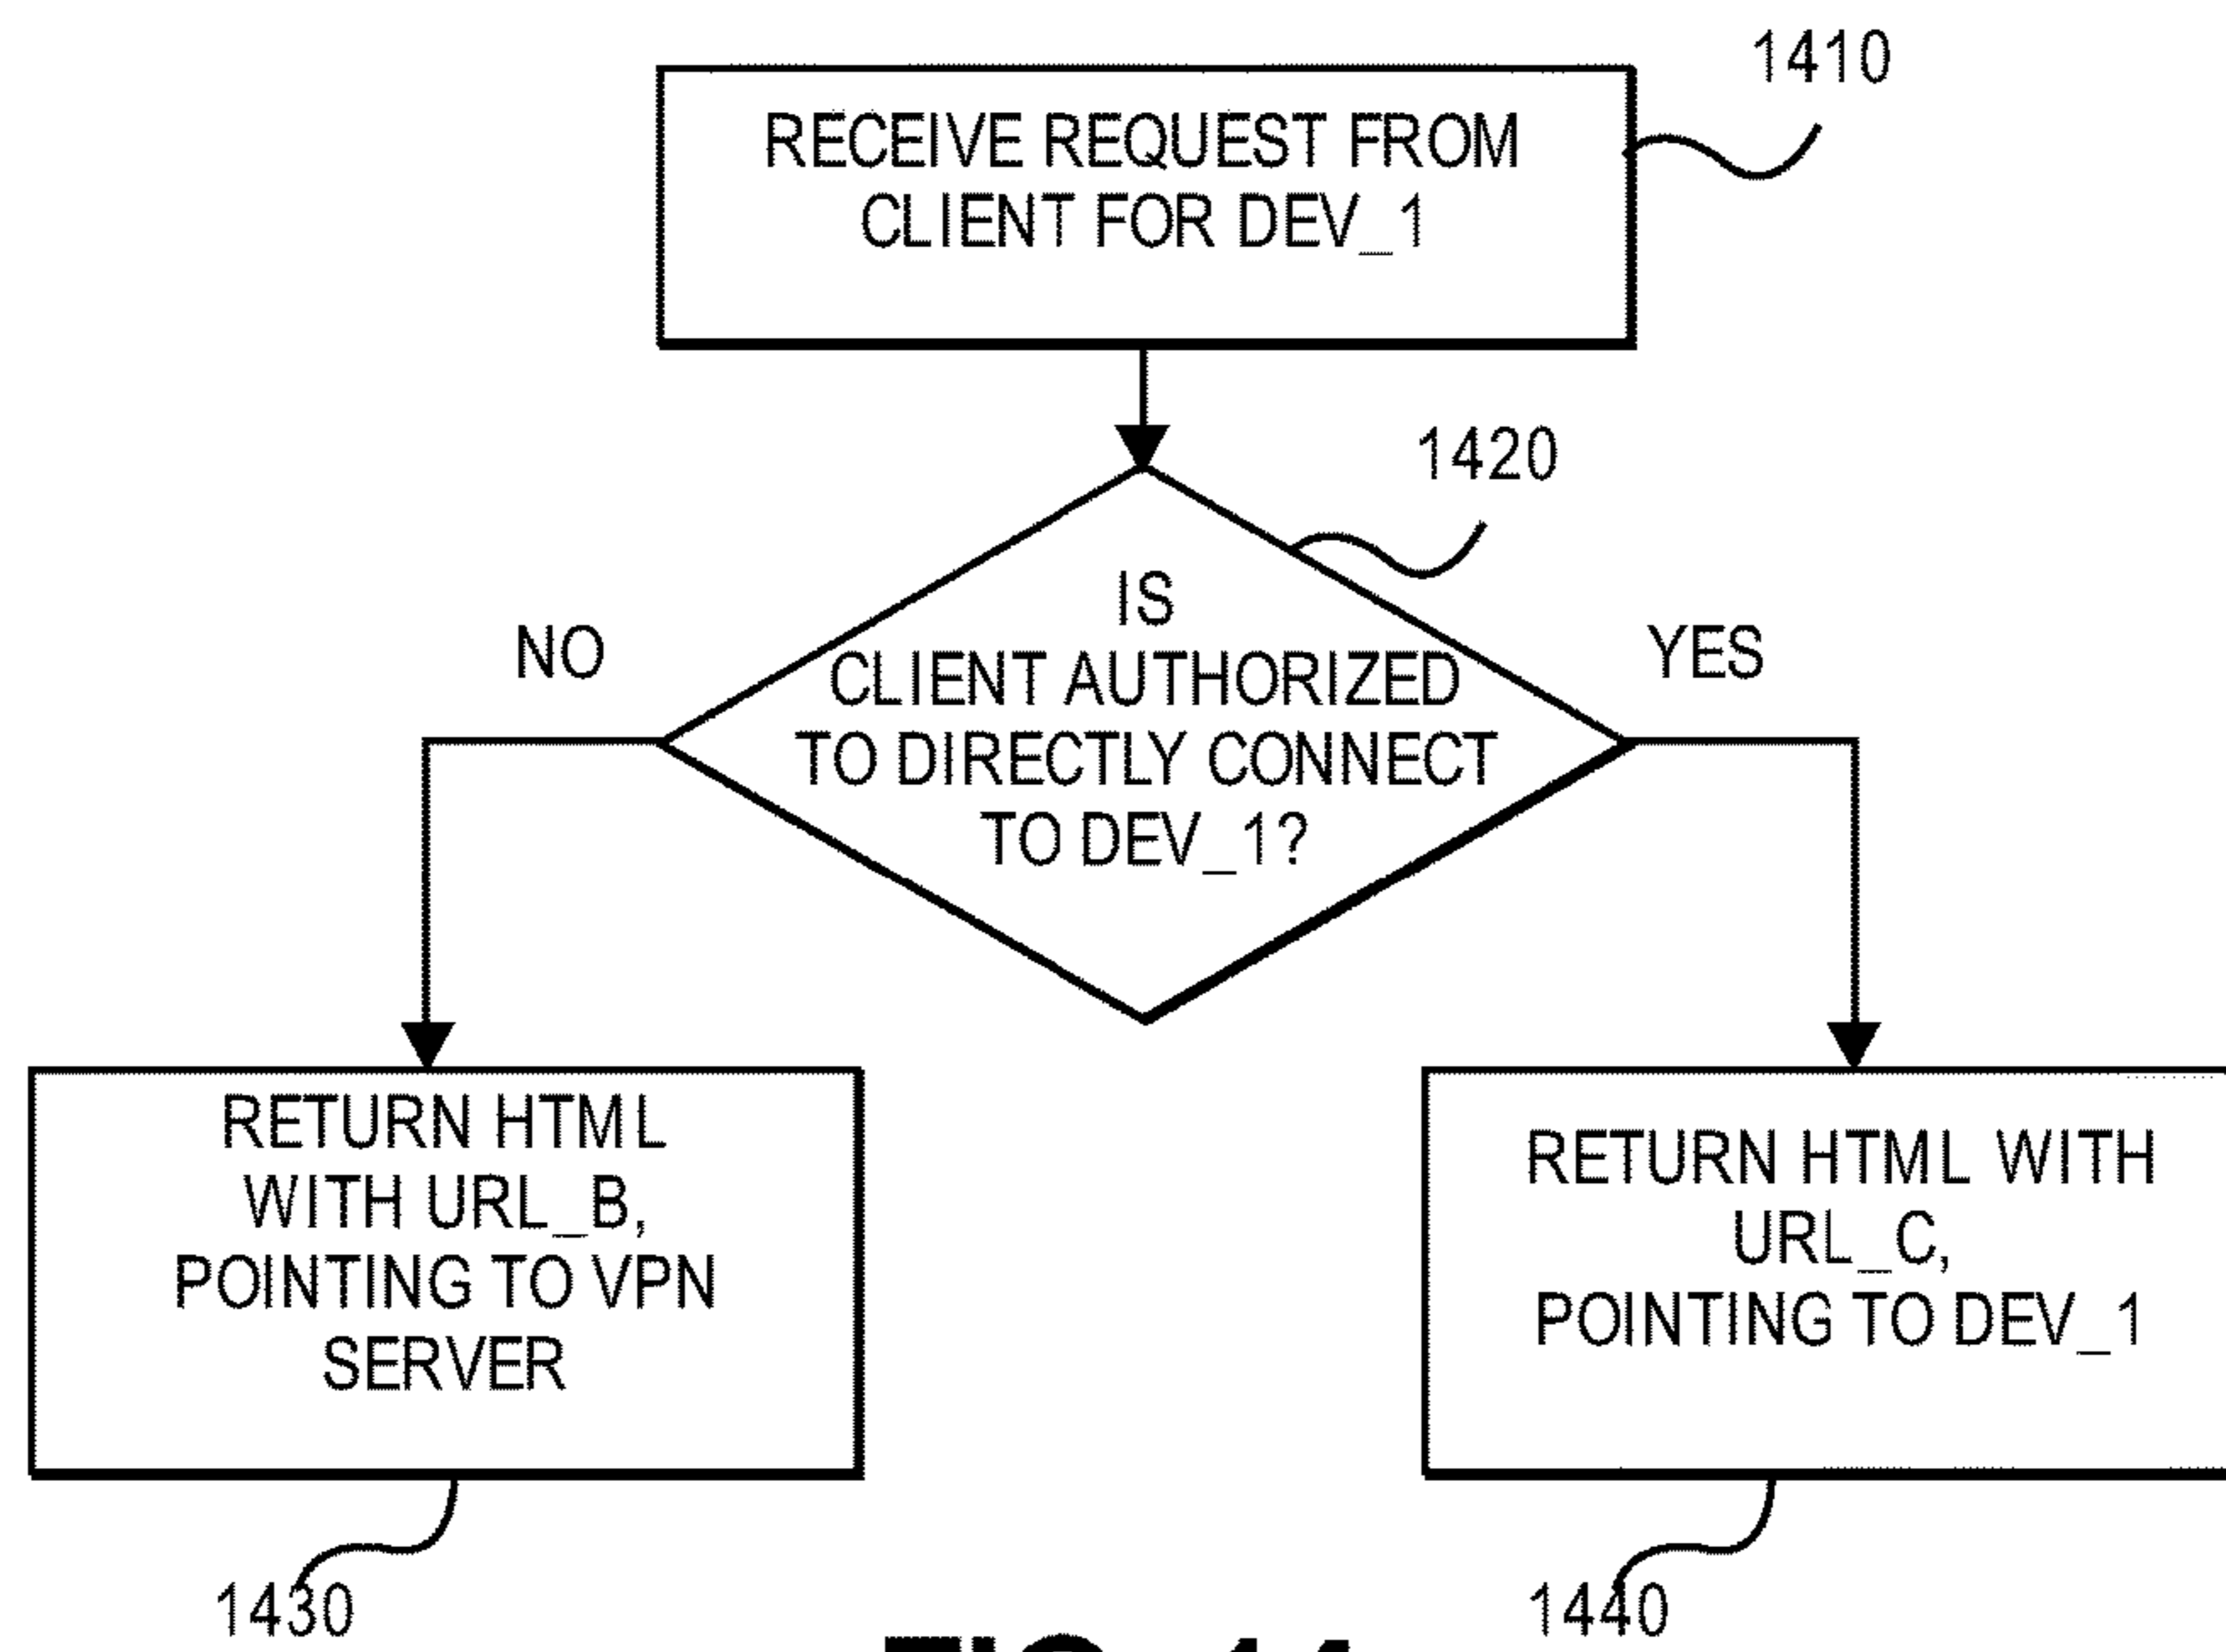 1410
RECEIVE REQUEST FROM
CLIENT FOR DEV_1
1420
IS
CLIENT AUTHORIZED
TO DIRECTLY CONNECT
TO DEV_1?
NO
YES
RETURN HTML
WITH URL_B,
POINTING TO VPN
SERVER
RETURN HTML WITH
URL_C,
POINTING TO DEV_1
1430
1440